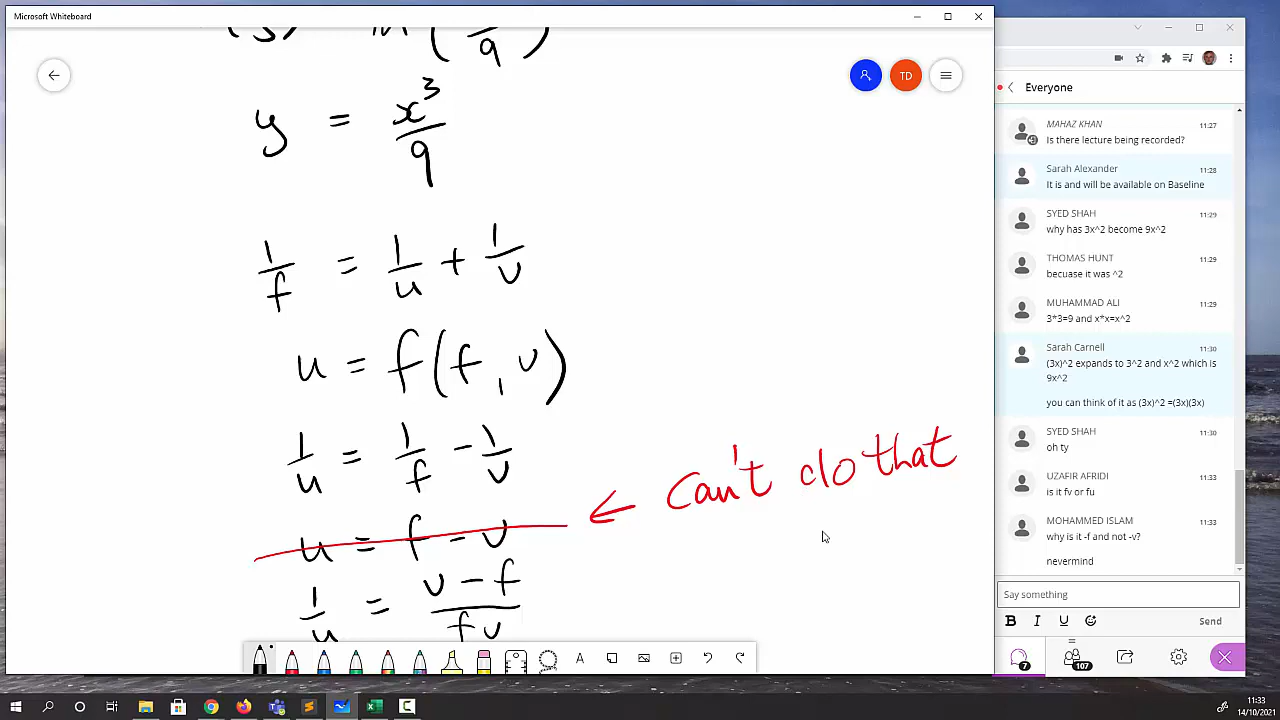 Microsoft Whiteboard
y = x³/9
1/f = 1/u + 1/v
u = f(f, v)
1/u = 1/f - 1/v
u = f - v
← can't do that
1/u = v - f / fv
TD
A
Everyone
MAHAZ KHAN 11:27
Is there lecture being recorded?
Sarah Alexander 11:28
It is and will be available on Baseline
SYED SHAH 11:29
why has 3x^2 become 9x^2
THOMAS HUNT 11:29
becuase it was ^2
MUHAMMAD ALI 11:29
3*3=9 and x*x=x^2
Sarah Carnell 11:30
(3x)^2 expands to 3^2 and x^2 which is
9x^2
you can think of it as (3x)^2 =(3x)(3x)
SYED SHAH 11:30
oh ty
UZAFIR AFRIDI 11:33
is it fv or fu
MOHAMMED ISLAM 11:33
why is it -f and not -v?
nevermind
Say something
B I U Send
7
107
11:33
14/10/2021